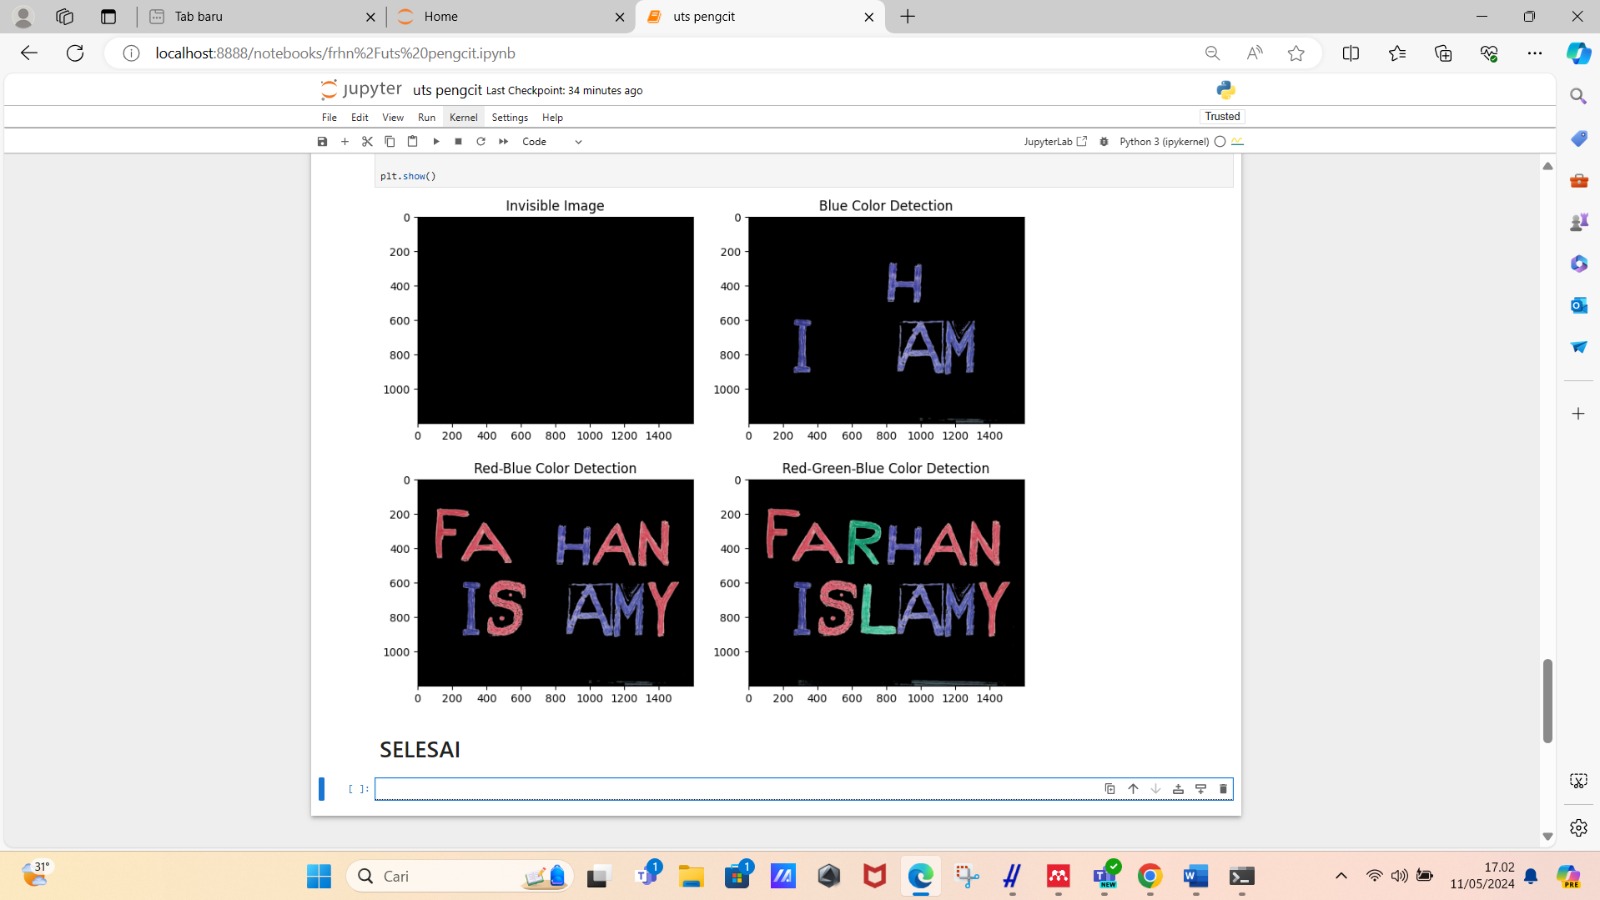 Tab baru
Home
uts pengcit
localhost:8888/notebooks/frhn%2Futs%20pengcit.ipynb
jupyter uts pengcit Last Checkpoint: 34 minutes ago
File Edit View Run Kernel Settings Help
Trusted
Code
JupyterLab
Python 3 (ipykernel)
plt.show()
Invisible Image
0
200
400
600
800
1000
0 200 400 600 800 1000 1200 1400
Blue Color Detection
0
200
400
600
800
1000
H
I AM
0 200 400 600 800 1000 1200 1400
Red-Blue Color Detection
0
200
400
600
800
1000
FA HAN
IS AMY
0 200 400 600 800 1000 1200 1400
Red-Green-Blue Color Detection
0
200
400
600
800
1000
FARHAN
ISLAMY
0 200 400 600 800 1000 1200 1400
SELESAI
[ ]:
31°
Cari
1
1
NEW
17.02
11/05/2024
PRE